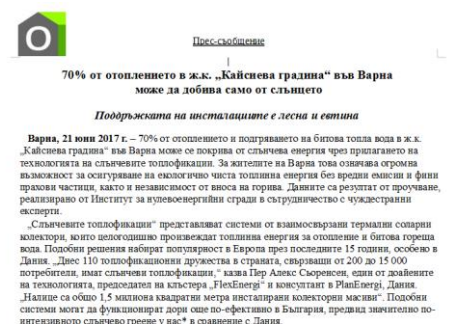 Прес-съобщение
70% от отоплението в ж.к. „Кайсиева градина“ във Варна
може да добива само от слънцето
Поддръжката на инсталациите е лесна и евтина
Варна, 21 юни 2017 г. – 70% от отоплението и подгряването на битова топла вода в ж.к.
„Кайсиева градина“ във Варна може се покрива от слънчева енергия чрез прилагането на
технологията на слънчевите топлофикации. За жителите на Варна това означава огромна
възможност за осигуряване на екологично чиста топлинна енергия без вредни емисии и фини
прахови частици, както и независимост от вноса на горива. Данните са резултат от проучване,
реализирано от Институт за нулевоенергийни сгради в сътрудничество с чуждестранни
експерти.
„Слънчевите топлофикации“ представляват системи от взаимосвързани термални соларни
колектори, които целогодишно произвеждат топлинна енергия за отопление и битова гореща
вода. Подобни решения набират популярност в Европа през последните 15 години, особено в
Дания. „Днес 110 топлофикационни дружества в страната, свързващи от 200 до 15 000
потребители, имат слънчеви топлофикации,“ казва Пер Алекс Сьоренсен, един от доайените
на технологията, председател на клъстера „FlexEnergi“ и консултант в PlanEnergi, Дания.
„Налице са общо 1,5 милиона квадратни метра инсталирани колекторни масиви“. Подобни
системи могат да функционират дори още по-ефективно в България, предвид значително по-
интензивното слънчево греене у нас* в сравнение с Дания.